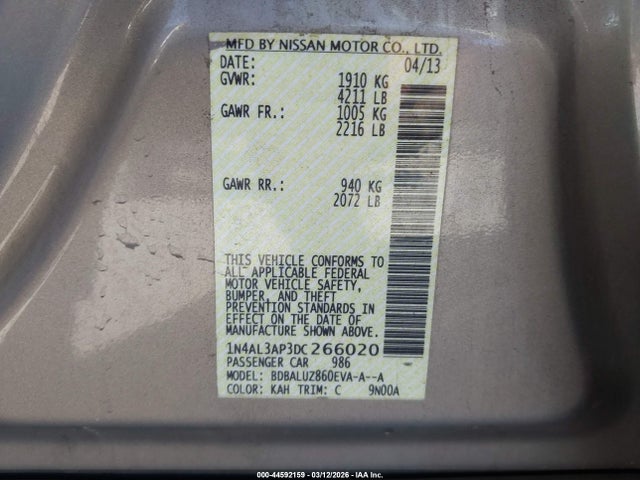 MFD BY NISSAN MOTOR CO., LTD.
DATE: 04/13
GVWR: 1910 KG
4211 LB
GAWR FR.: 1005 KG
2216 LB
GAWR RR.: 940 KG
2072 LB
THIS VEHICLE CONFORMS TO
ALL APPLICABLE FEDERAL
MOTOR VEHICLE SAFETY,
BUMPER, AND THEFT
PREVENTION STANDARDS IN
EFFECT ON THE DATE OF
MANUFACTURE SHOWN ABOVE.
1N4AL3AP3DC266020
PASSENGER CAR 986
MODEL: BDBALUZ860EVA-A--A
COLOR: KAH TRIM: C 9N00A
000-44592159 - 03/12/2026 - IAA Inc.